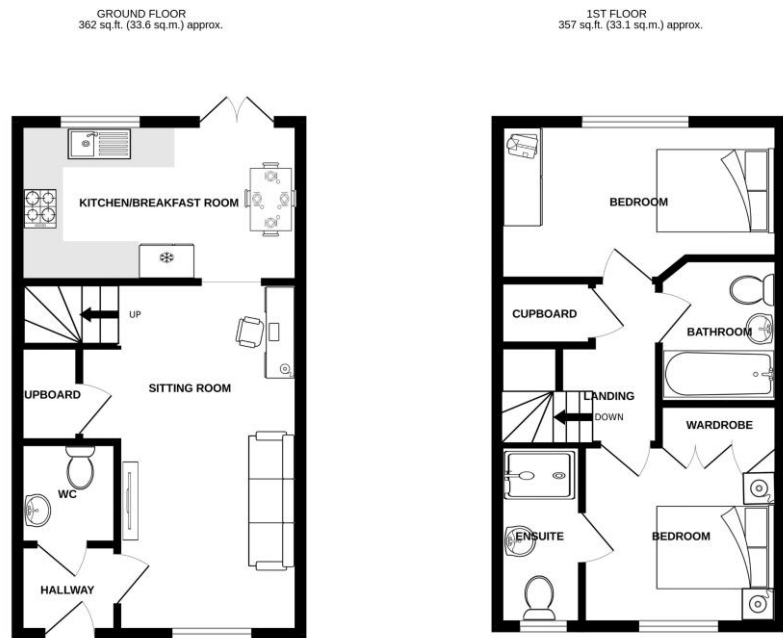 GROUND FLOOR
362 sq.ft. (33.6 sq.m.) approx.
1ST FLOOR
357 sq.ft. (33.1 sq.m.) approx.
KITCHEN/BREAKFAST ROOM
UP
UPBOARD
SITTING ROOM
WC
HALLWAY
BEDROOM
CUPBOARD
BATHROOM
LANDING
DOWN
WARDROBE
ENSUITE
BEDROOM